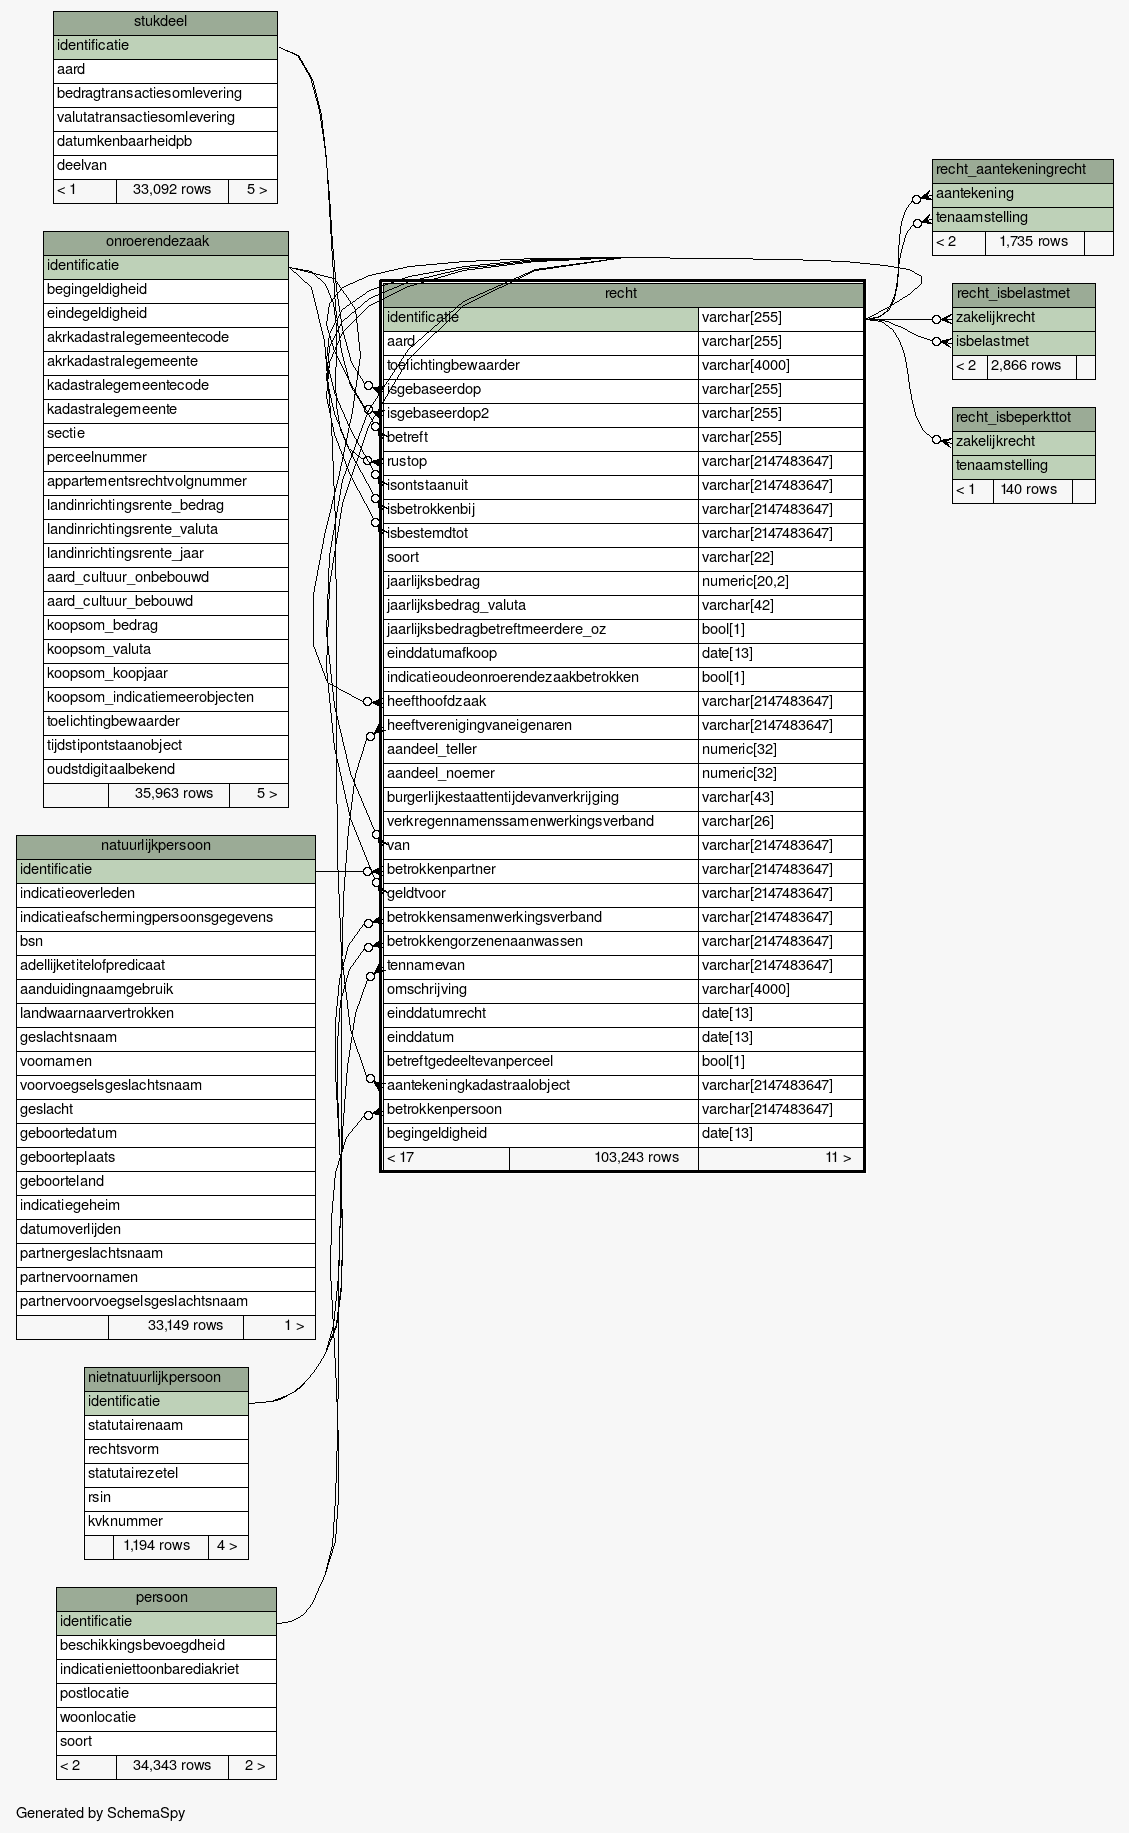 stukdeel
identificatie
aard
bedragtransactiesomlevering
valutatransactiesomlevering
datumkenbaarheidpb
deelvan
< 1 33,092 rows 5 >
onroerendezaak
identificatie
begingeldigheid
eindegeldigheid
akrkadastralegemeentecode
akrkadastralegemeente
kadastralegemeentecode
kadastralegemeente
sectie
perceelnummer
appartementsrechtvolgnummer
landinrichtingsrente_bedrag
landinrichtingsrente_valuta
landinrichtingsrente_jaar
aard_cultuur_onbebouwd
aard_cultuur_bebouwd
koopsom_bedrag
koopsom_valuta
koopsom_koopjaar
koopsom_indicatiemeerobjecten
toelichtingbewaarder
tijdstipontstaanobject
oudstdigitaalbekend
35,963 rows 5 >
natuurlijkpersoon
identificatie
indicatieoverleden
indicatieafschermingpersoonsgegevens
bsn
adellijketitelofpredicaat
aanduidingnaamgebruik
landwaarnaarvertrokken
geslachtsnaam
voornamen
voorvoegselsgeslachtsnaam
geslacht
geboortedatum
geboorteplaats
geboorteland
indicatiegeheim
datumoverlijden
partnergeslachtsnaam
partnervoornamen
partnervoorvoegselsgeslachtsnaam
33,149 rows 1 >
nietnatuurlijkpersoon
identificatie
statutairenaam
rechtsvorm
statutairezetel
rsin
kvknummer
1,194 rows 4 >
persoon
identificatie
beschikkingsbevoegdheid
indicatieniettoonbarediakriet
postlocatie
woonlocatie
soort
< 2 34,343 rows 2 >
recht
identificatie varchar[255]
aard varchar[255]
toelichtingbewaarder varchar[4000]
isgebaseerdop varchar[255]
isgebaseerdop2 varchar[255]
betreft varchar[255]
rustop varchar[2147483647]
isontstaanuit varchar[2147483647]
isbetrokkenbij varchar[2147483647]
isbestemdtot varchar[2147483647]
soort varchar[22]
jaarlijksbedrag numeric[20,2]
jaarlijksbedrag_valuta varchar[42]
jaarlijksbedragbetreftmeerdere_oz bool[1]
einddatumafkoop date[13]
indicatieoudeonroerendezaakbetrokken bool[1]
heefthoofdzaak varchar[2147483647]
heeftverenigingvaneigenaren varchar[2147483647]
aandeel_teller numeric[32]
aandeel_noemer numeric[32]
burgerlijkestaattentijdevanverkrijging varchar[43]
verkregennamenssamenwerkingsverband varchar[26]
van varchar[2147483647]
betrokkenpartner varchar[2147483647]
geldtvoor varchar[2147483647]
betrokkensamenwerkingsverband varchar[2147483647]
betrokkengorzenenaanwassen varchar[2147483647]
tennamevan varchar[2147483647]
omschrijving varchar[4000]
einddatumrecht date[13]
einddatum date[13]
betreftgedeeltevanperceel bool[1]
aantekeningkadastraalobject varchar[2147483647]
betrokkenpersoon varchar[2147483647]
begingeldigheid date[13]
< 17 103,243 rows 11 >
recht_aantekeningrecht
aantekening
tenaamstelling
< 2 1,735 rows
recht_isbelastmet
zakelijkrecht
isbelastmet
< 2 2,866 rows
recht_isbeperkttot
zakelijkrecht
tenaamstelling
< 1 140 rows
Generated by SchemaSpy